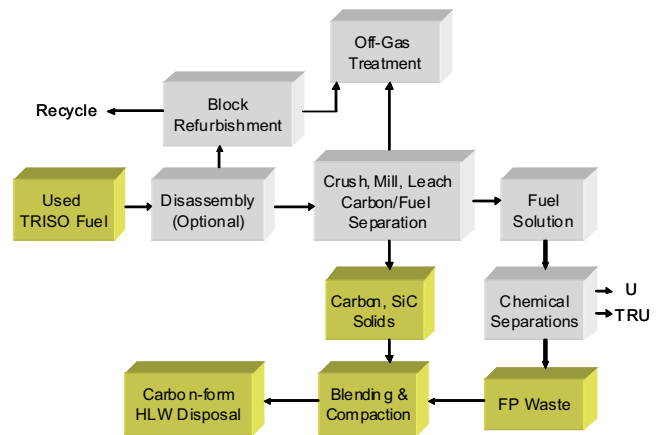 Off-Gas
Treatment
Recycle
Block
Refurbishment
Used
TRISO Fuel
Disassembly
(Optional)
Crush, Mill, Leach
Carbon/Fuel
Separation
Fuel
Solution
Carbon, SiC
Solids
Chemical
Separations
U
TRU
Carbon-form
HLW Disposal
Blending &
Compaction
FP Waste